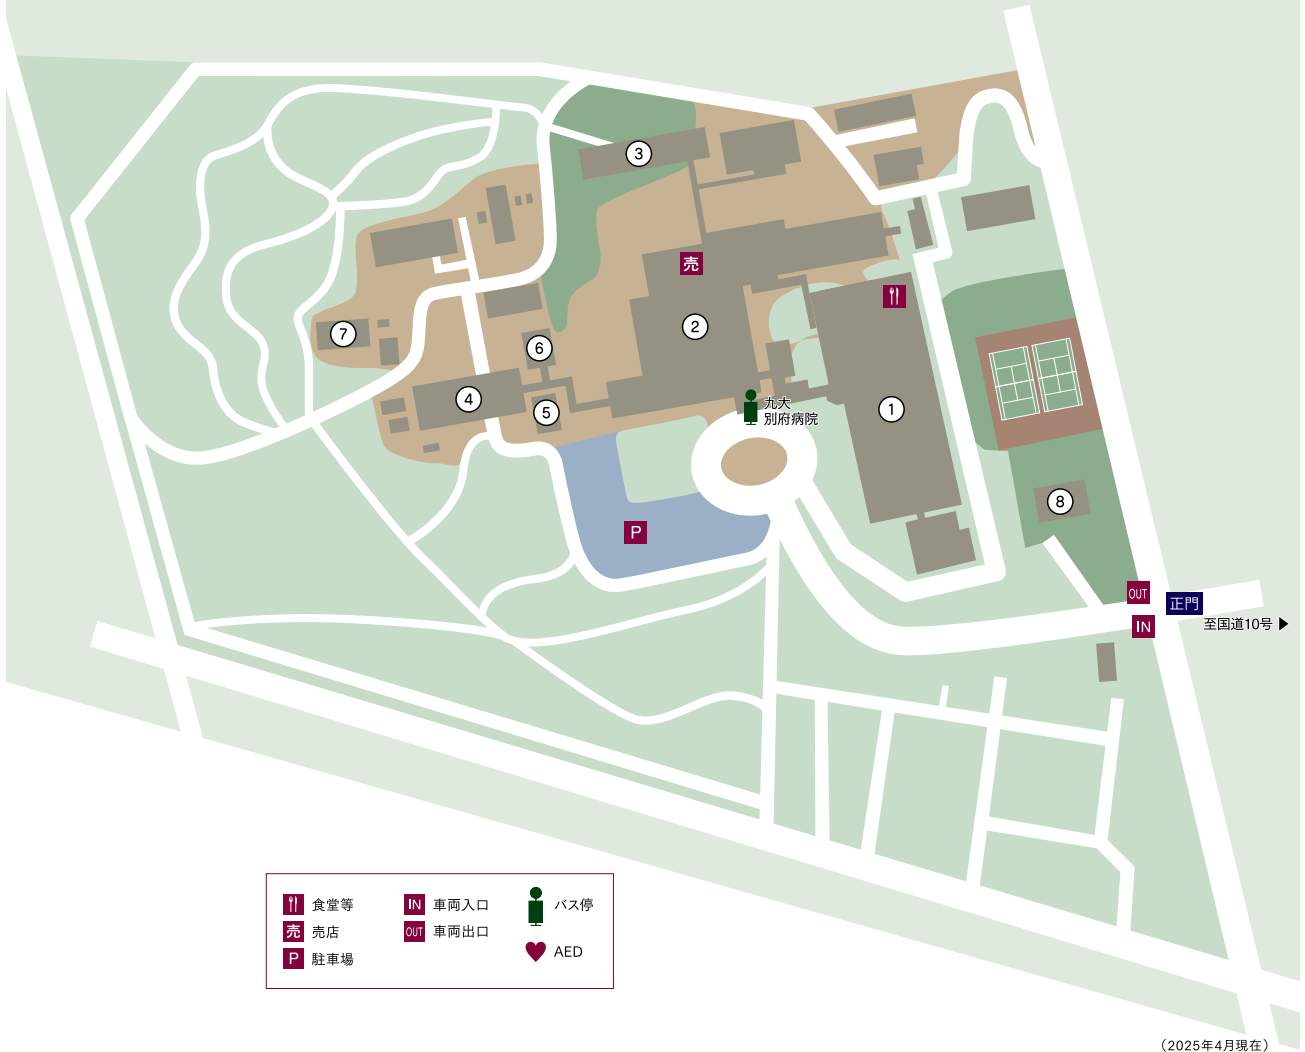 3
売
2
7
6
4
5
九大
別府病院
1
P
8
OUT
正門
IN
至国道10号 ▶
食堂等
IN 車両入口
バス停
売 売店
OUT 車両出口
P 駐車場
AED
（2025年4月現在）